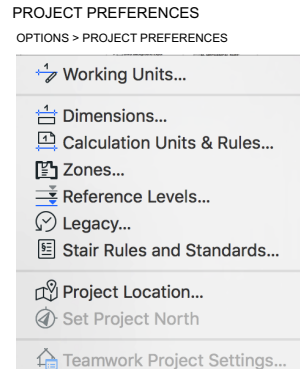 PROJECT PREFERENCES
OPTIONS > PROJECT PREFERENCES
Working Units...
Dimensions...
Calculation Units & Rules...
Zones...
Reference Levels...
Legacy...
Stair Rules and Standards...
Project Location...
Set Project North
Teamwork Project Settings...